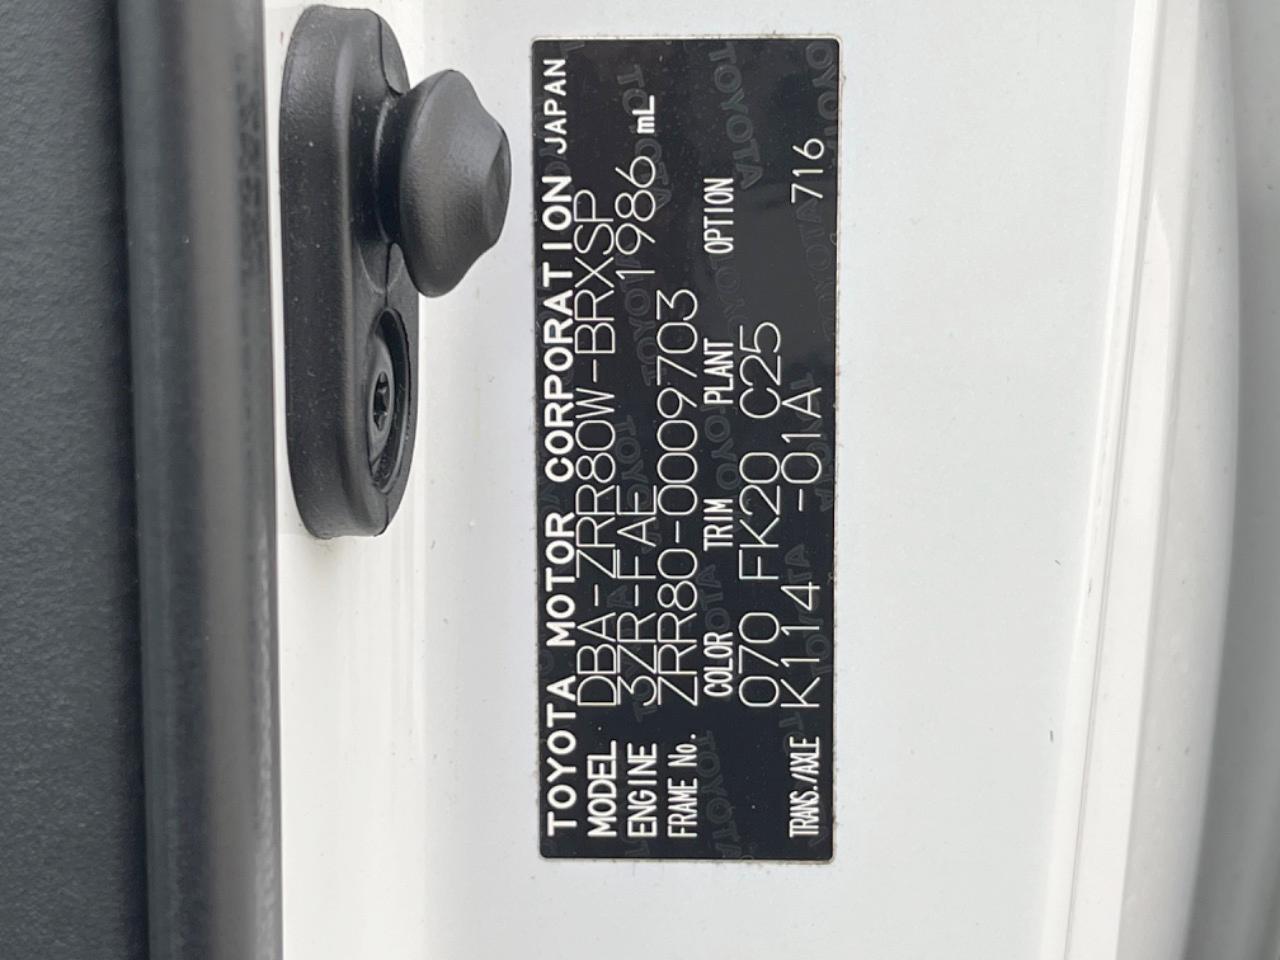 TOYOTA MOTOR CORPORATION JAPAN
MODEL DBA-ZRR80W-BRXSP
ENGINE 3ZR-FAE 1986 mL
FRAME No. ZRR80-0009703
COLOR TRIM PLANT OPTION
070 FK20 C25
TRANS./AXLE K114 -01A 716